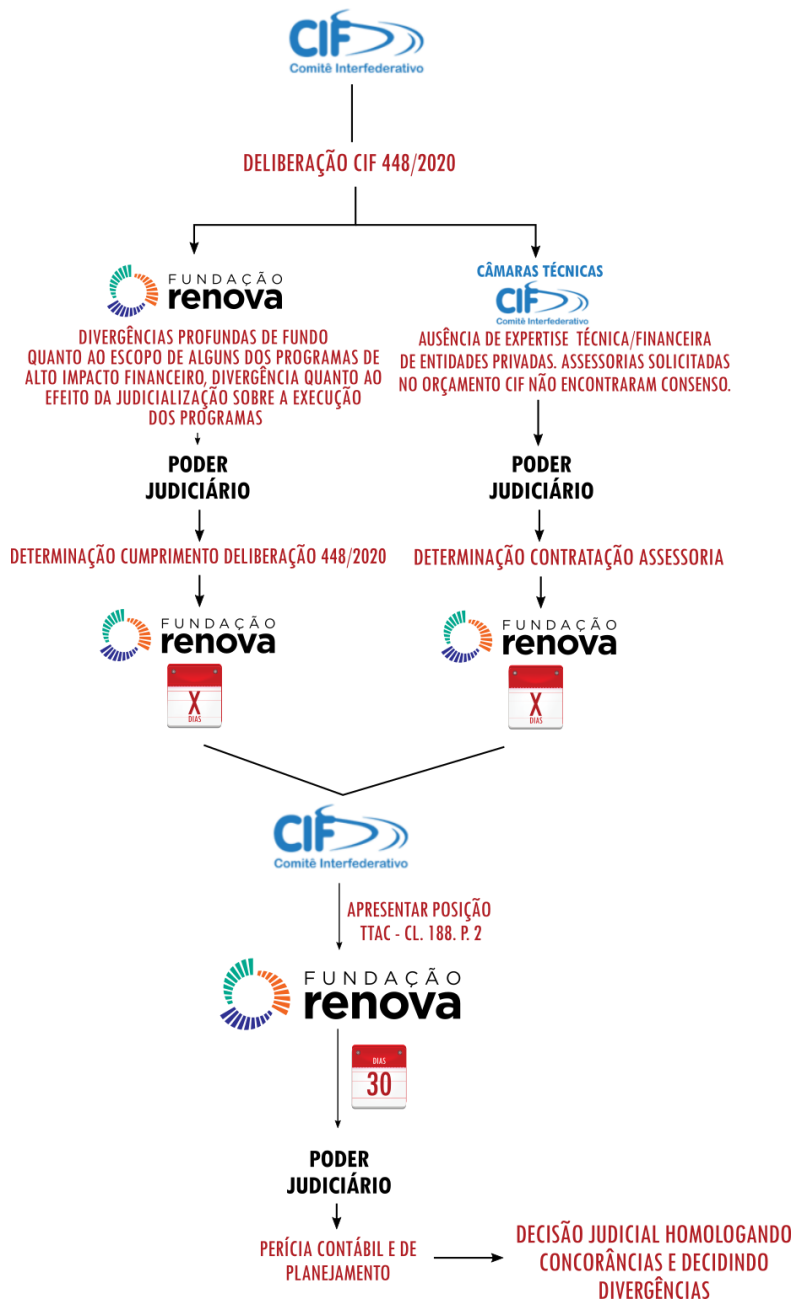 CIF
Comitê Interfederativo
DELIBERAÇÃO CIF 448/2020
FUNDAÇÃO
renova
DIVERGÊNCIAS PROFUNDAS DE FUNDO
QUANTO AO ESCOPO DE ALGUNS DOS PROGRAMAS DE
ALTO IMPACTO FINANCEIRO, DIVERGÊNCIA QUANTO AO
EFEITO DA JUDICIALIZAÇÃO SOBRE A EXECUÇÃO
DOS PROGRAMAS
PODER
JUDICIÁRIO
DETERMINAÇÃO CUMPRIMENTO DELIBERAÇÃO 448/2020
FUNDAÇÃO
renova
X
DIAS
CÂMARAS TÉCNICAS
CIF
Comitê Interfederativo
AUSÊNCIA DE EXPERTISE TÉCNICA/FINANCEIRA
DE ENTIDADES PRIVADAS. ASSESSORIAS SOLICITADAS
NO ORÇAMENTO CIF NÃO ENCONTRARAM CONSENSO.
PODER
JUDICIÁRIO
DETERMINAÇÃO CONTRATAÇÃO ASSESSORIA
FUNDAÇÃO
renova
X
DIAS
CIF
Comitê Interfederativo
APRESENTAR POSIÇÃO
TTAC - CL. 188. P. 2
FUNDAÇÃO
renova
DIAS
30
PODER
JUDICIÁRIO
PERÍCIA CONTÁBIL E DE
PLANEJAMENTO
DECISÃO JUDICIAL HOMOLOGANDO
CONCORÂNCIAS E DECIDINDO
DIVERGÊNCIAS